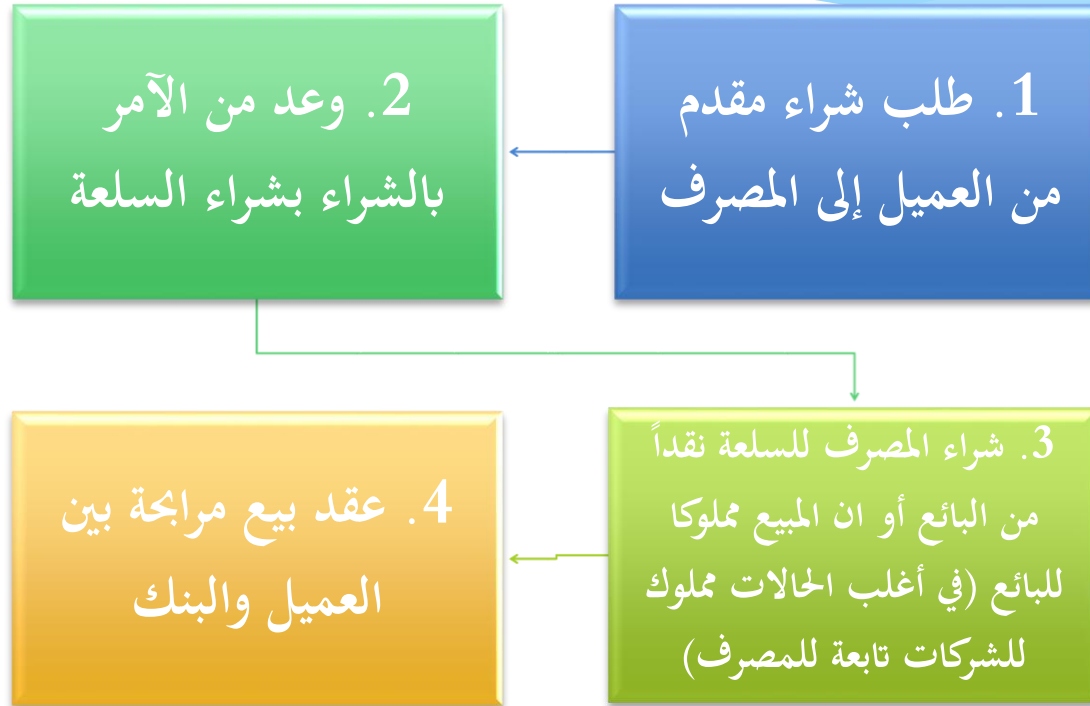 1. طلب شراء مقدم
من العميل إلى المصرف
2. وعد من الآمر
بالشراء بشراء السلعة
3. شراء المصرف للسلعة نقداً
من البائع أو ان المبيع مملوكا
للبائع (في أغلب الحالات مملوك
للشركات تابعة للمصرف)
4. عقد بيع مرابحة بين
العميل والبنك